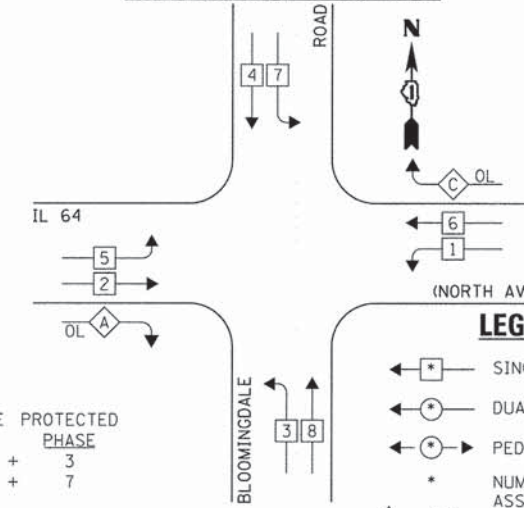 ROAD
N
4 7
C OL
IL 64
6
5
1
2
(NORTH AV
OL A
LEG
* SING
BLOOMINGDALE
E PROTECTED
PHASE
* DUA
+ 3
3 8
* PED
+ 7
* NUM
ASS